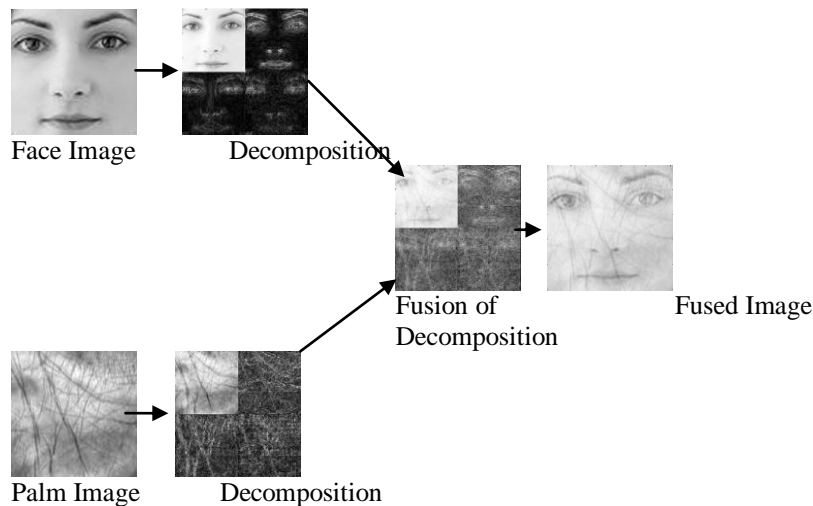 Face Image
Decomposition
Fusion of
Decomposition
Fused Image
Palm Image
Decomposition